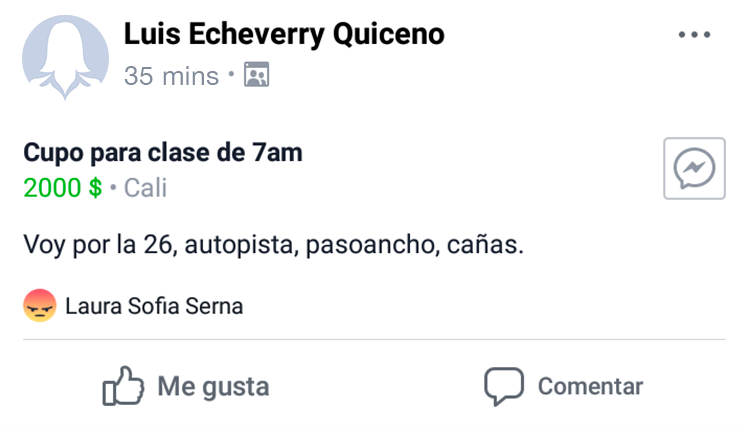 Luis Echeverry Quiceno
35 mins •
Cupo para clase de 7am
2000 $ • Cali
Voy por la 26, autopista, pasoancho, cañas.
Laura Sofia Serna
Me gusta
Comentar